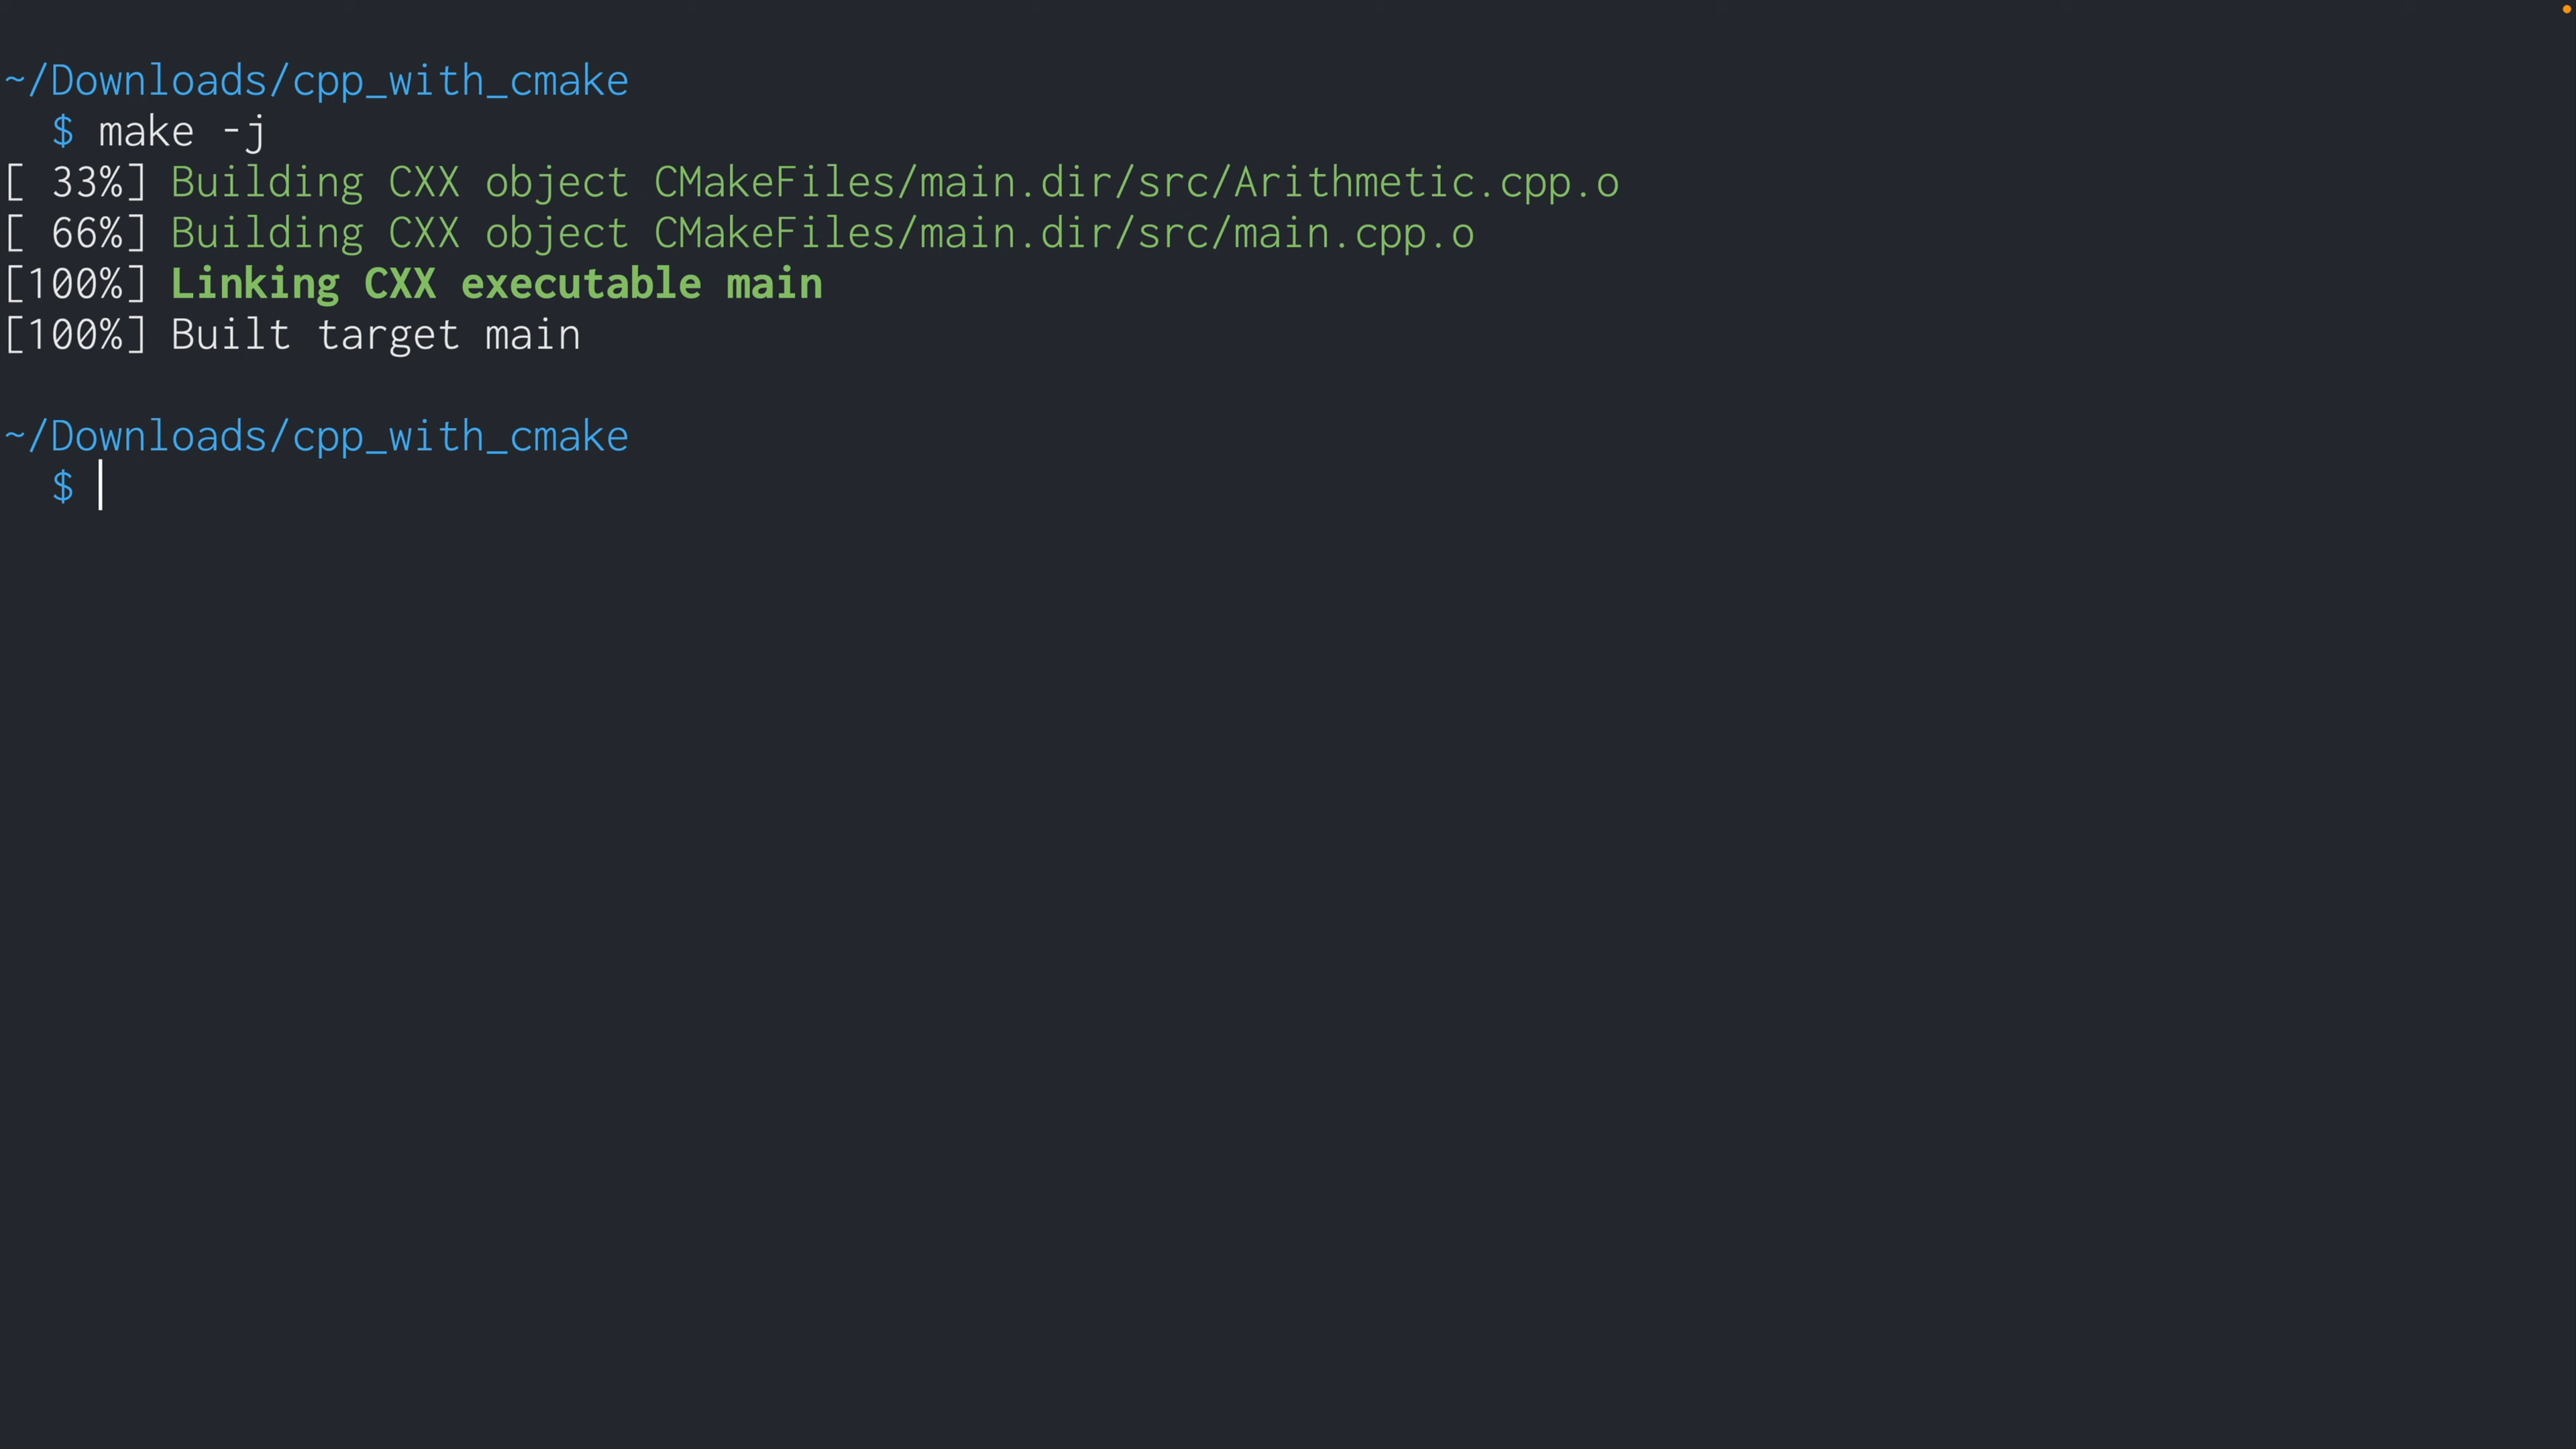 ~/Downloads/cpp_with_cmake
$ make -j
[ 33%] Building CXX object CMakeFiles/main.dir/src/Arithmetic.cpp.o
[ 66%] Building CXX object CMakeFiles/main.dir/src/main.cpp.o
[100%] Linking CXX executable main
[100%] Built target main
~/Downloads/cpp_with_cmake
$